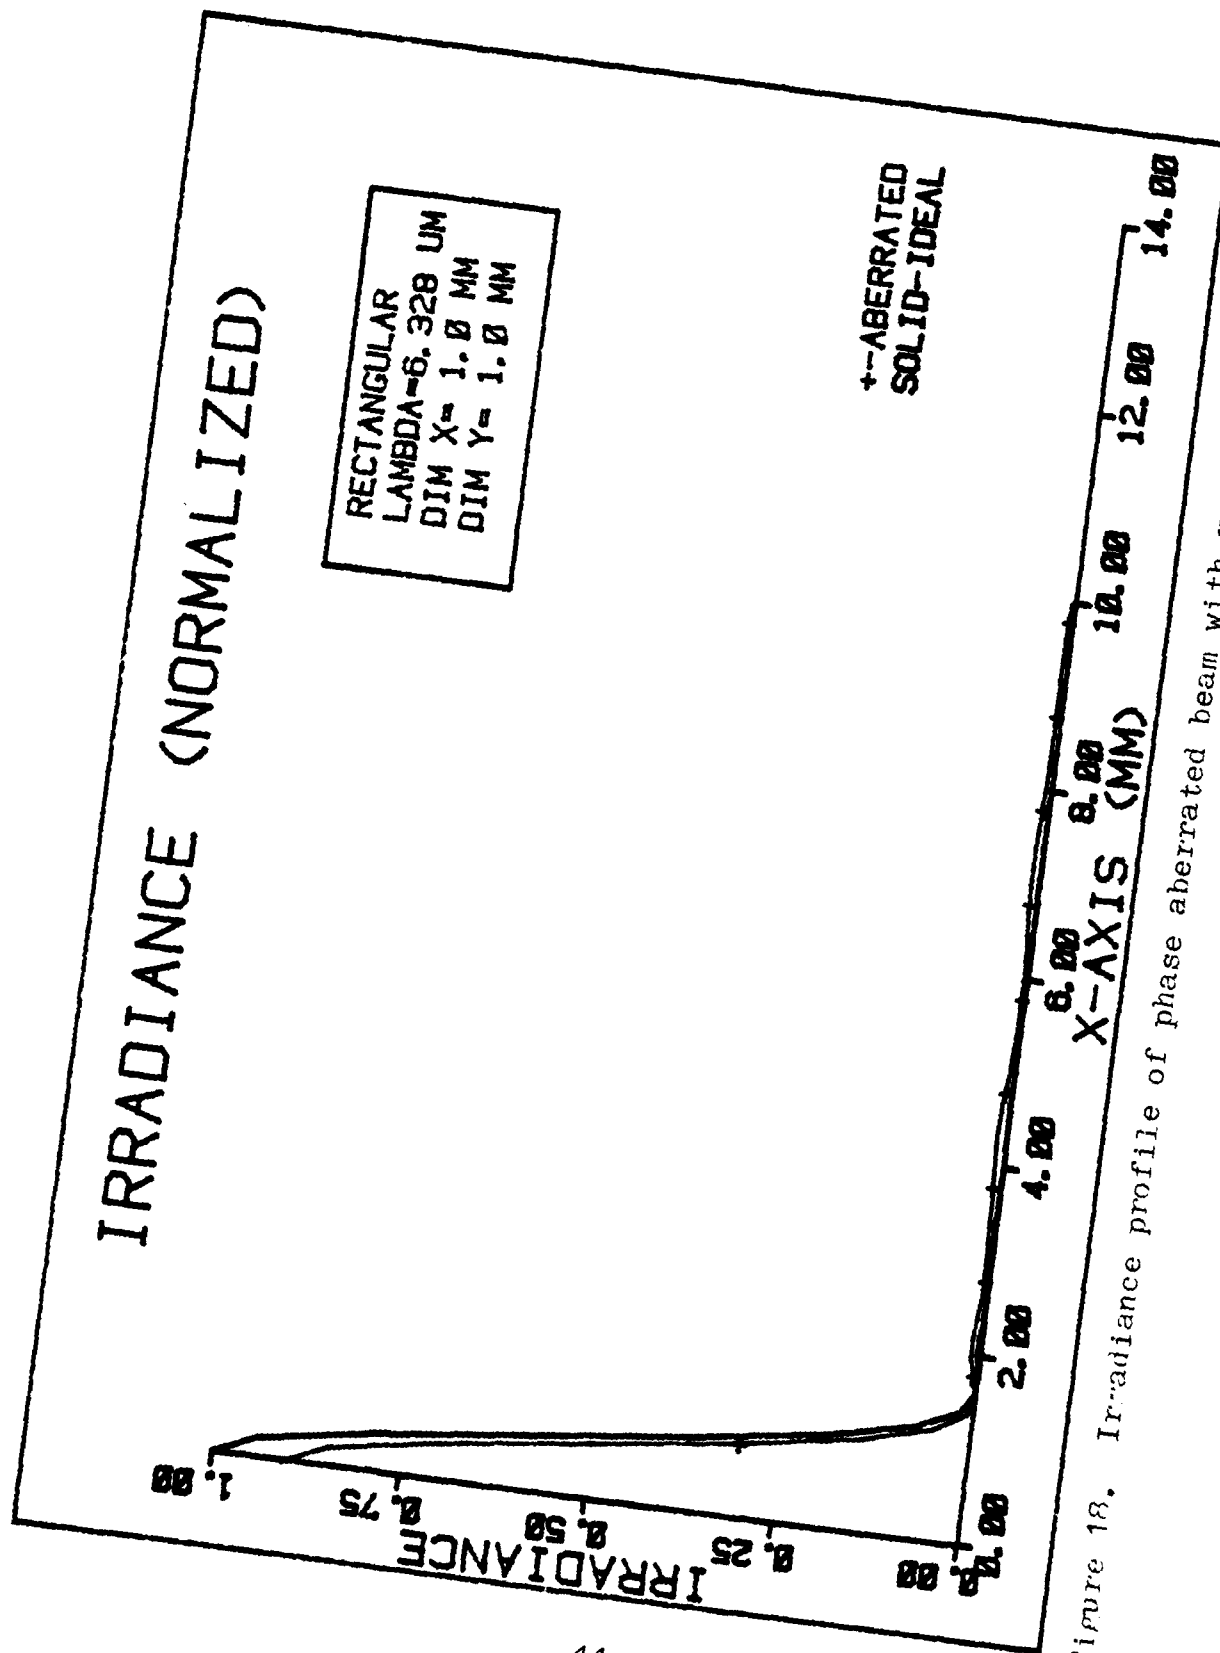 IRRADIANCE (NORMALIZED)
RECTANGULAR
LAMBDA=6.328 UM
DIM X= 1.0 MM
DIM Y= 1.0 MM
+-ABERRATED
SOLID-IDEAL
IRRADIANCE
1.00
0.75
0.50
0.25
0.00
0.00
2.00
4.00
6.00
8.00
10.00
12.00
14.00
X-AXIS (MM)
igure 18. Irradiance profile of phase aberrated beam with